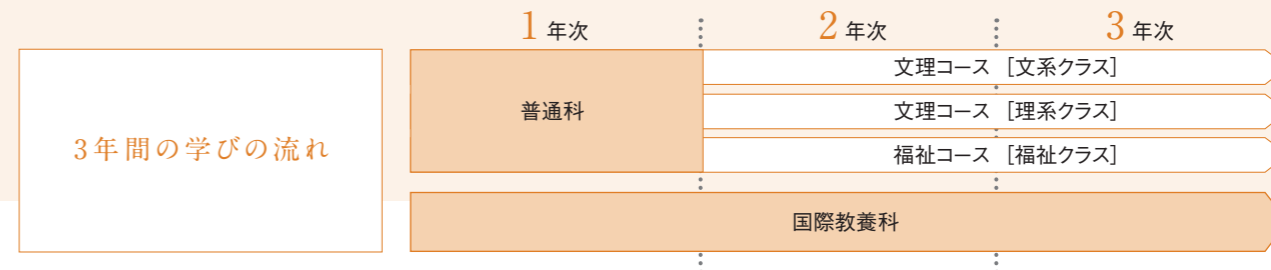 1 年次
2 年次
3 年次
3年間の学びの流れ
普通科
文理コース [文系クラス]
文理コース [理系クラス]
福祉コース [福祉クラス]
国際教養科